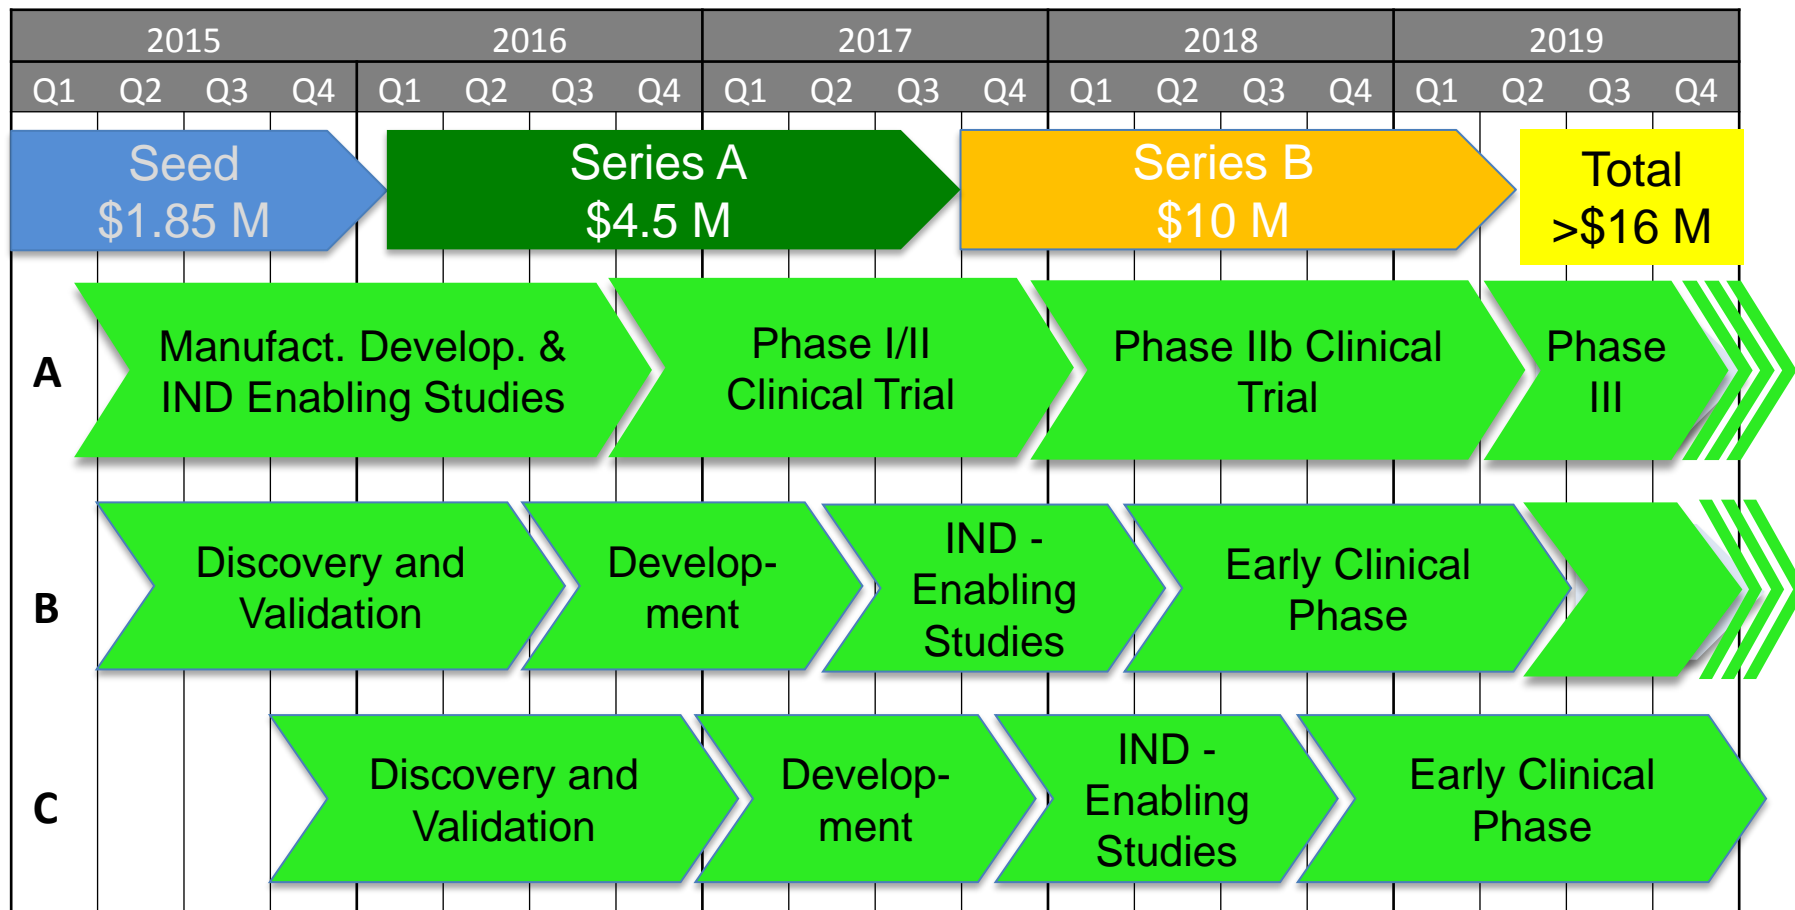 2015 2016 2017 2018 2019
Q1 Q2 Q3 Q4 Q1 Q2 Q3 Q4 Q1 Q2 Q3 Q4 Q1 Q2 Q3 Q4 Q1 Q2 Q3 Q4
Seed
$1.85 M
Series A
$4.5 M
Series B
$10 M
Total
>$16 M
A
Manufact. Develop. &
IND Enabling Studies
Phase I/II
Clinical Trial
Phase IIb Clinical
Trial
Phase
III
B
Discovery and
Validation
Develop-
ment
IND -
Enabling
Studies
Early Clinical
Phase
C
Discovery and
Validation
Develop-
ment
IND -
Enabling
Studies
Early Clinical
Phase